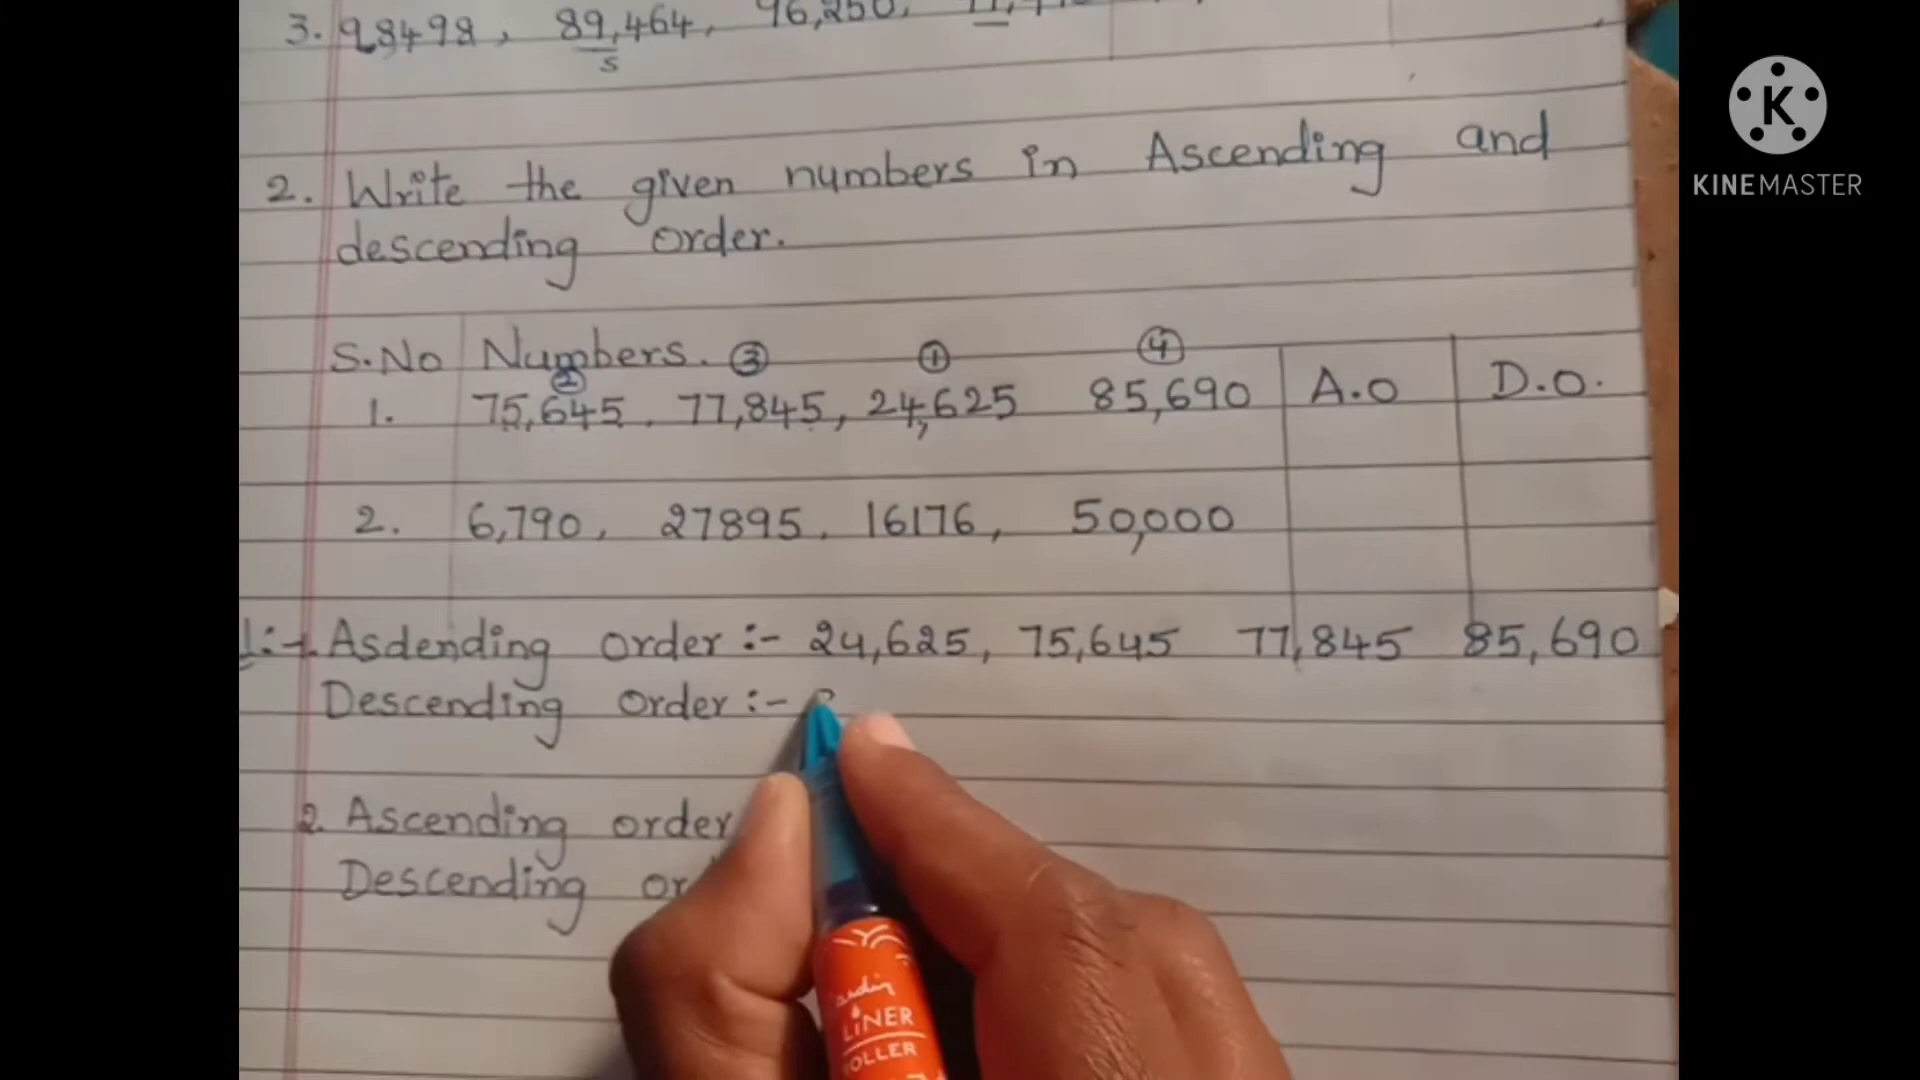 3. 98498, 89,464, 96,250,
s
K
KINEMASTER
2. Write the given numbers in Ascending and
descending order.
S.No Numbers. ③ ① ④
②
1. 75,645. 77,845, 24,625 85,690 A.O D.O.
2. 6,790, 27895. 16176, 50,000
1:- Asdending order:- 24,625, 75,645 77,845 85,690
Descending order:-
2. Ascending order
Descending or
LINER
ROLLER